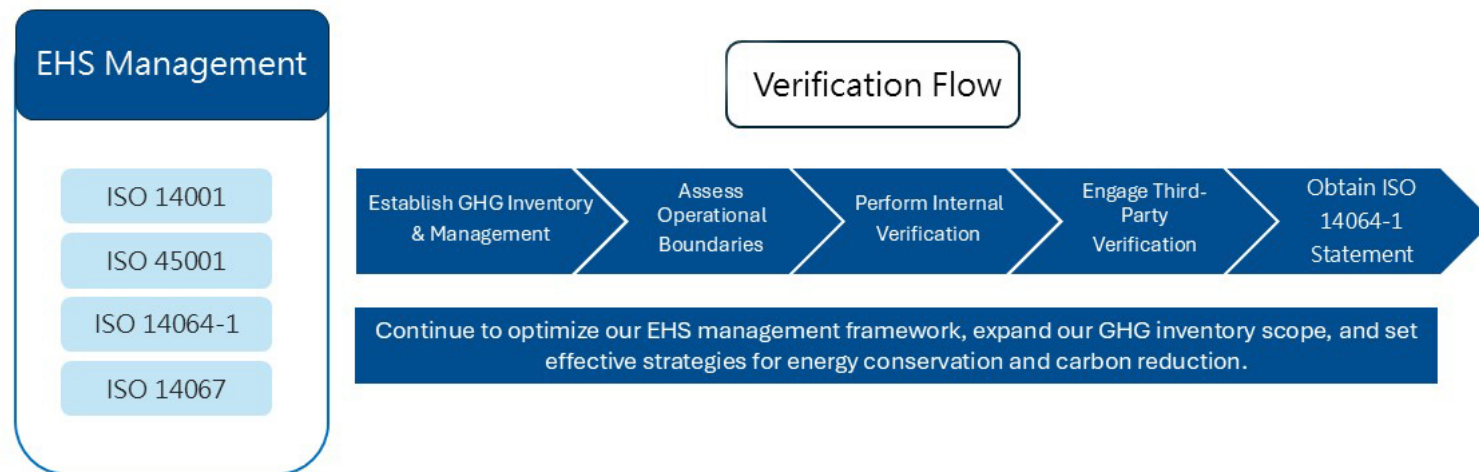 EHS Management
ISO 14001
ISO 45001
ISO 14064-1
ISO 14067
Verification Flow
Establish GHG Inventory
& Management
Assess
Operational
Boundaries
Perform Internal
Verification
Engage Third-
Party
Verification
Obtain ISO
14064-1
Statement
Continue to optimize our EHS management framework, expand our GHG inventory scope, and set
effective strategies for energy conservation and carbon reduction.